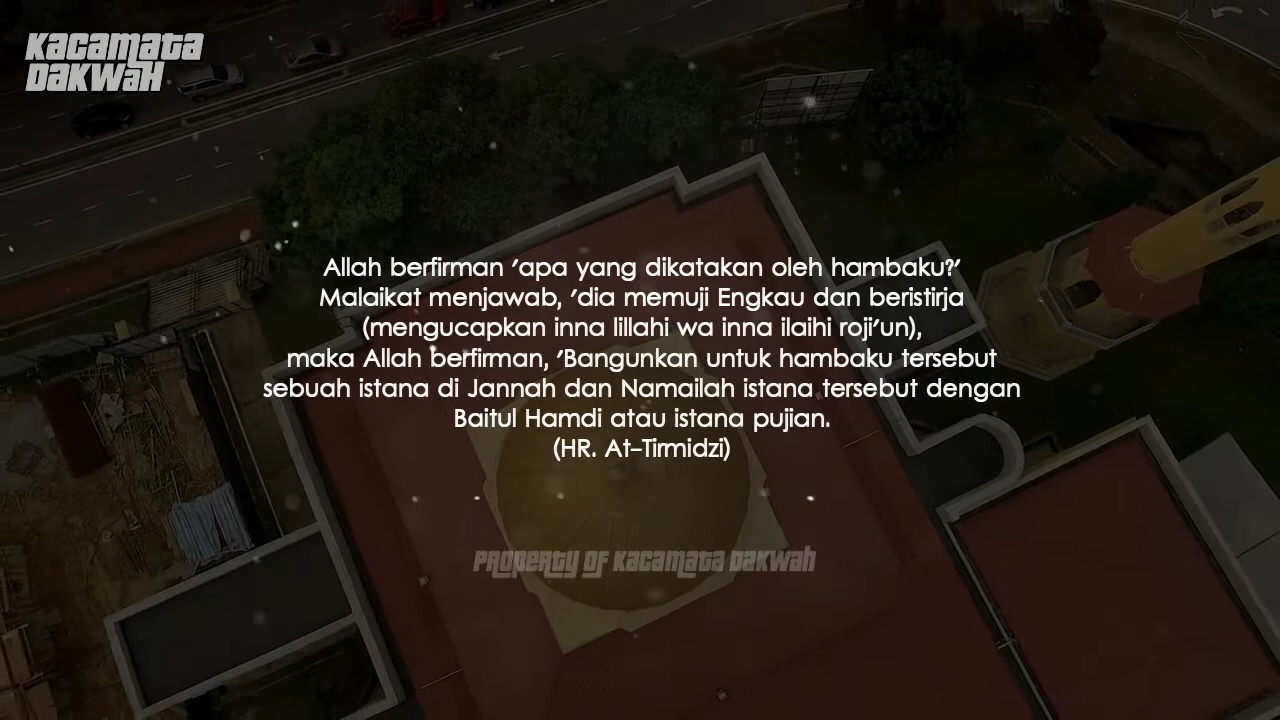 Kacamata
Dakwah
Allah berfirman 'apa yang dikatakan oleh hambaku?'
Malaikat menjawab, 'dia memuji Engkau dan beristirja
(mengucapkan inna lillahi wa inna ilaihi roji'un),
maka Allah berfirman, 'Bangunkan untuk hambaku tersebut
sebuah istana di Jannah dan Namailah istana tersebut dengan
Baitul Hamdi atau istana pujian.
(HR. At-Tirmidzi)
Property of Kacamata Dakwah